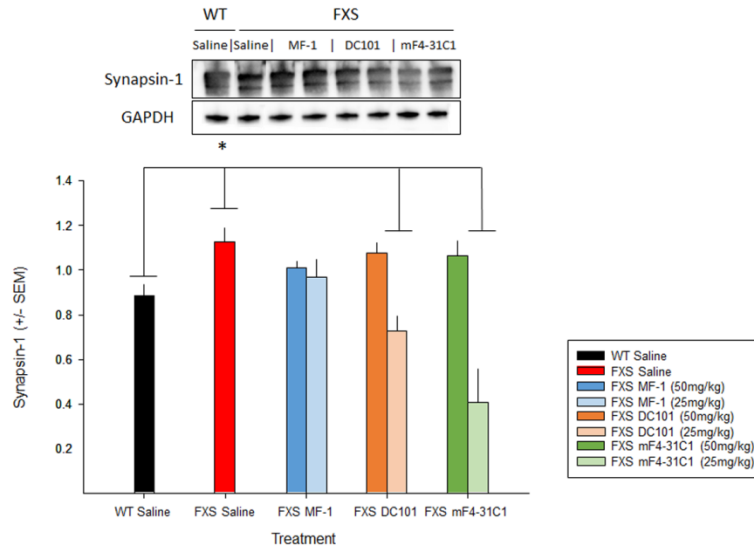 WT FXS
Saline|Saline| MF-1 | DC101 | mF4-31C1
Synapsin-1
GAPDH
*
1.4
1.2
1.0
0.8
0.6
0.4
0.2
Synapsin-1 (+/- SEM)
WT Saline FXS Saline FXS MF-1 FXS DC101 FXS mF4-31C1
Treatment
WT Saline
FXS Saline
FXS MF-1 (50mg/kg)
FXS MF-1 (25mg/kg)
FXS DC101 (50mg/kg)
FXS DC101 (25mg/kg)
FXS mF4-31C1 (50mg/kg)
FXS mF4-31C1 (25mg/kg)